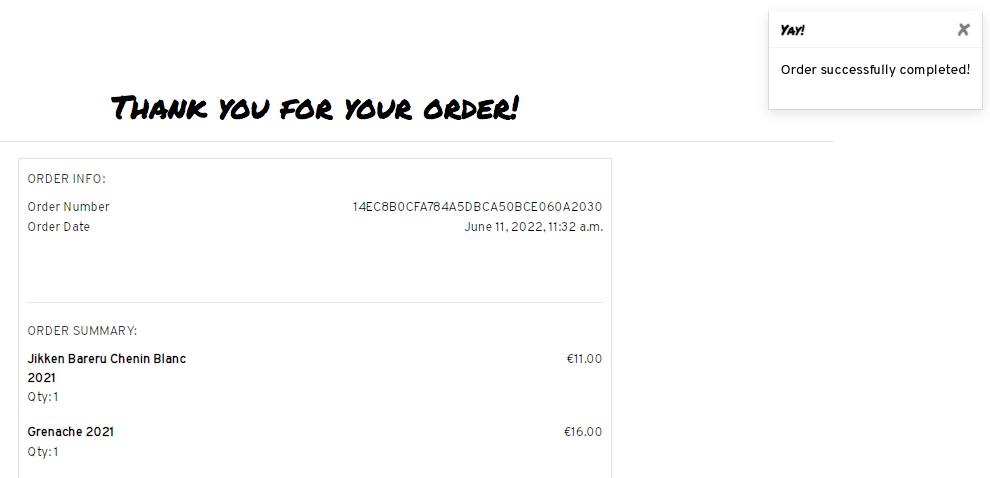 Yay!
Order successfully completed!
Thank you for your order!
ORDER INFO:
Order Number 14EC8B0CFA784A5DBCA50BCE060A2030
Order Date June 11, 2022, 11:32 a.m.
ORDER SUMMARY:
Jikken Bareru Chenin Blanc €11.00
2021
Qty: 1
Grenache 2021 €16.00
Qty: 1